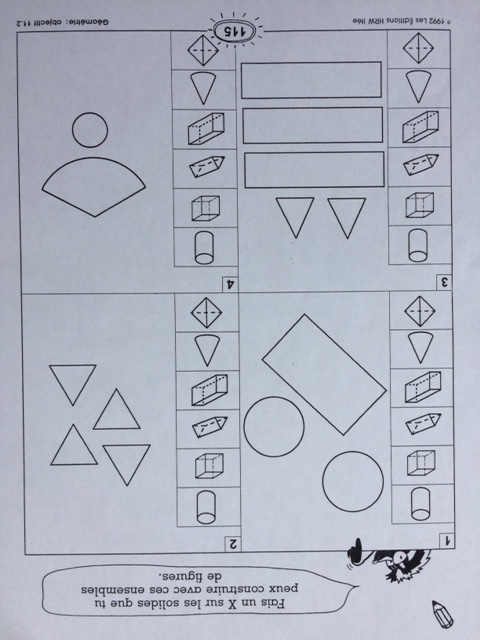 Fais un X sur les solides que tu
peux construire avec ces ensembles
de figures.
1
2
3
4
© 1992 Les Éditions HRW ltée
115
Géométrie: objectif 11.2